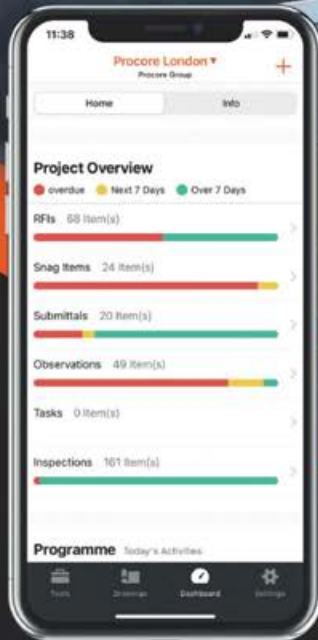 11:38
Procore London ▾
Procore Group
+
Home Info
Project Overview
overdue Next 7 Days Over 7 Days
RFIs 68 Item(s)
Snag Items 24 Item(s)
Submittals 20 Item(s)
Observations 49 Item(s)
Tasks 0 Item(s)
Inspections 161 Item(s)
Programme Today's Activities
Tools Drawings Dashboard Settings